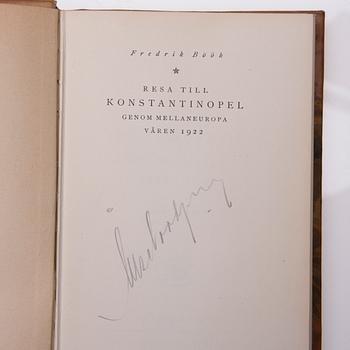 Fredrik Böök
RESA TILL
KONSTANTINOPEL
GENOM MELLANEUROPA
VÅREN 1922